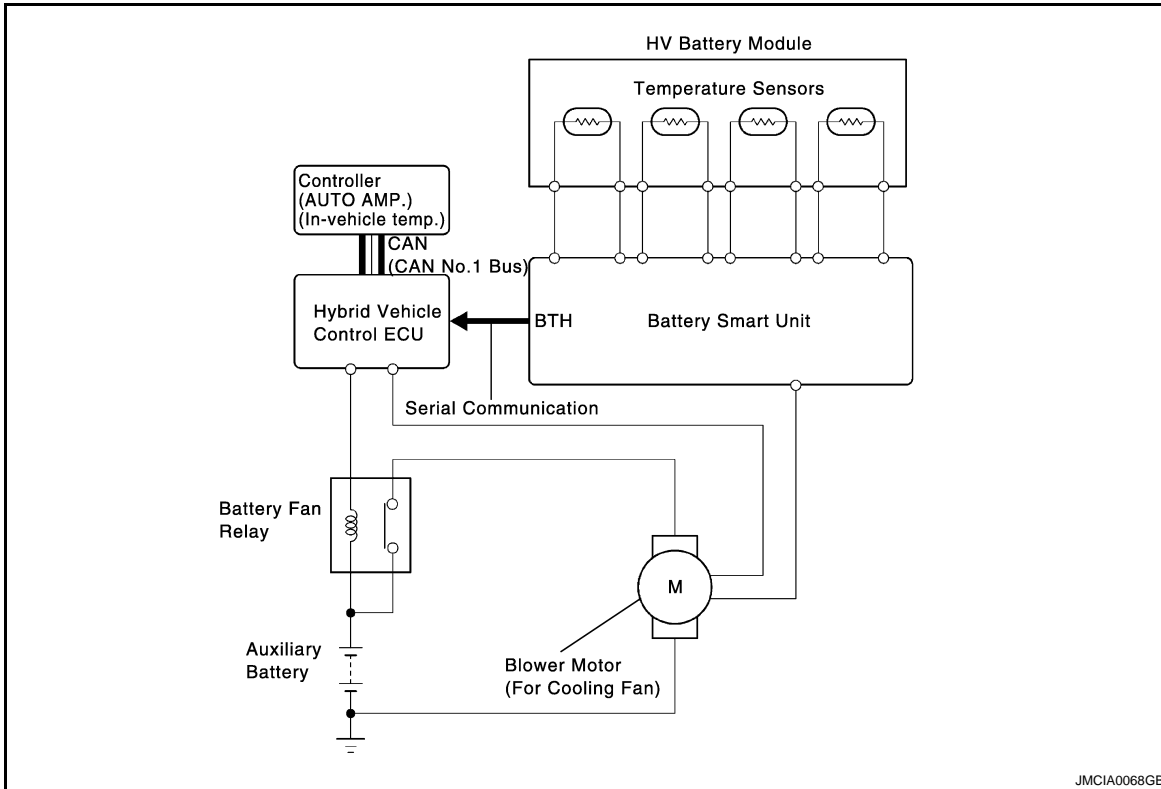 HV Battery Module
Temperature Sensors
Controller
(AUTO AMP.)
(In-vehicle temp.)
CAN
(CAN No.1 Bus)
Hybrid Vehicle
Control ECU
BTH
Battery Smart Unit
Serial Communication
Battery Fan
Relay
M
Auxiliary
Battery
Blower Motor
(For Cooling Fan)
JMCIA0068GB